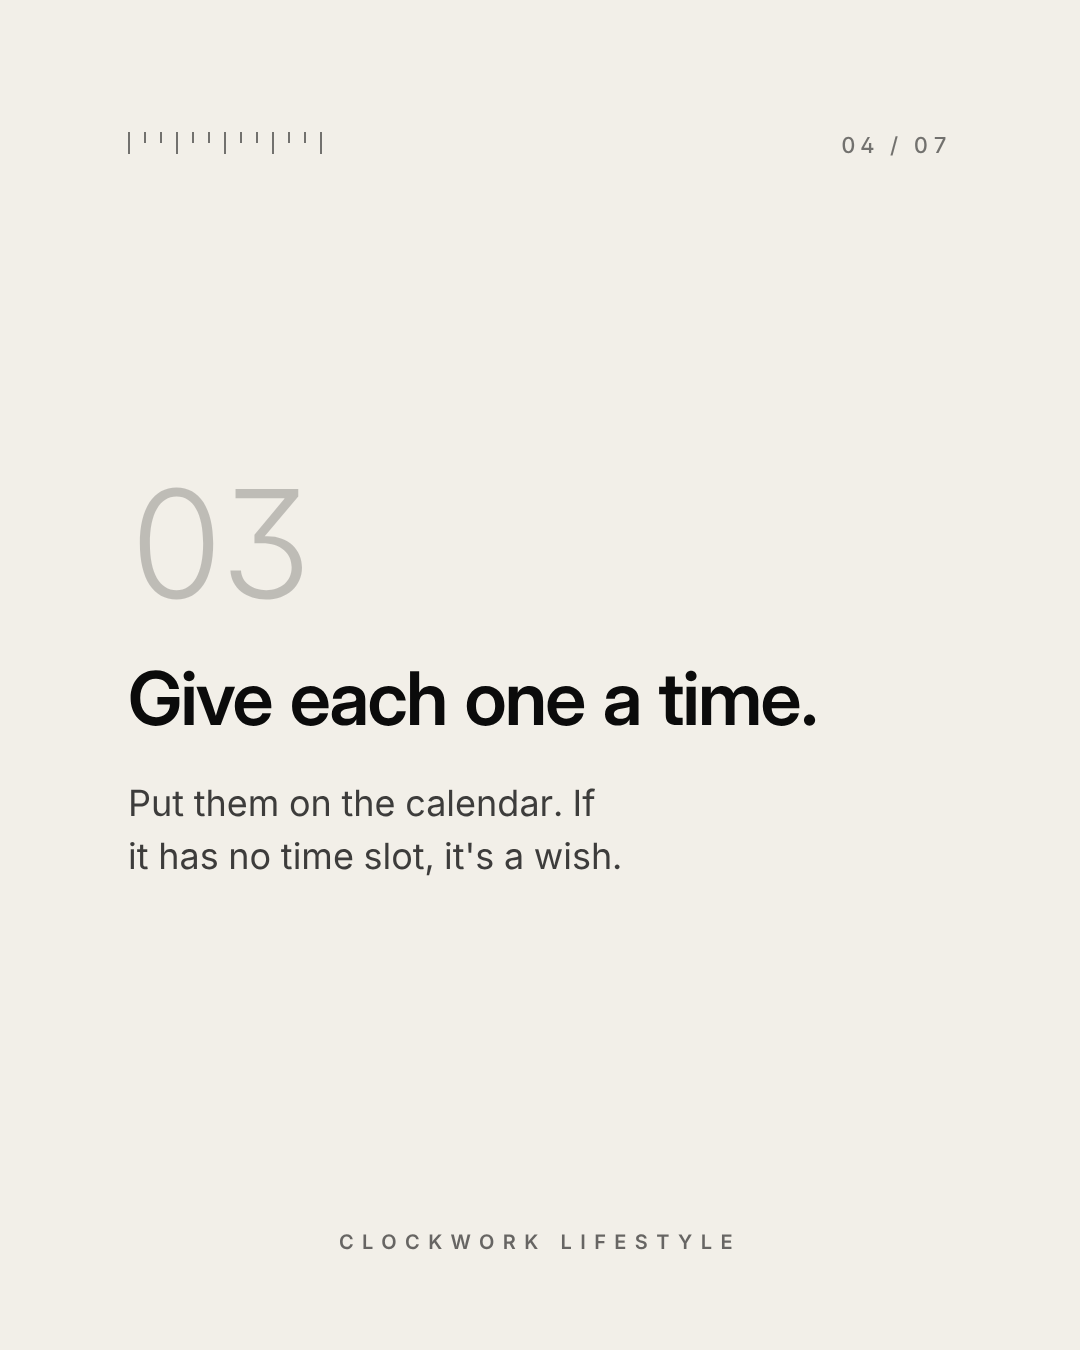 04 / 07
03
Give each one a time.
Put them on the calendar. If
it has no time slot, it's a wish.
CLOCKWORK LIFESTYLE